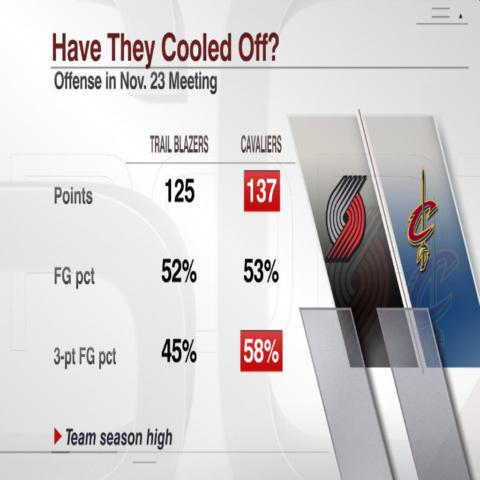 Have They Cooled Off?
Offense in Nov. 23 Meeting
TRAIL BLAZERS CAVALIERS
Points 125 137
FG pct 52% 53%
3-pt FG pct 45% 58%
Team season high